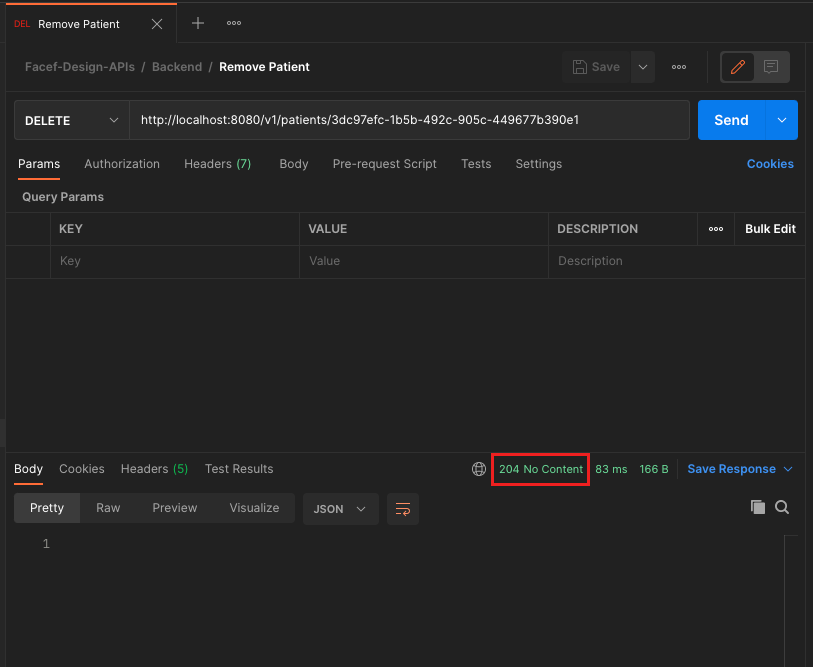 DEL Remove Patient
Facef-Design-APIs / Backend / Remove Patient
Save
DELETE http://localhost:8080/v1/patients/3dc97efc-1b5b-492c-905c-449677b390e1 Send
Params Authorization Headers (7) Body Pre-request Script Tests Settings Cookies
Query Params
KEY VALUE DESCRIPTION Bulk Edit
Key Value Description
Body Cookies Headers (5) Test Results 204 No Content 83 ms 166 B Save Response
Pretty Raw Preview Visualize JSON
1